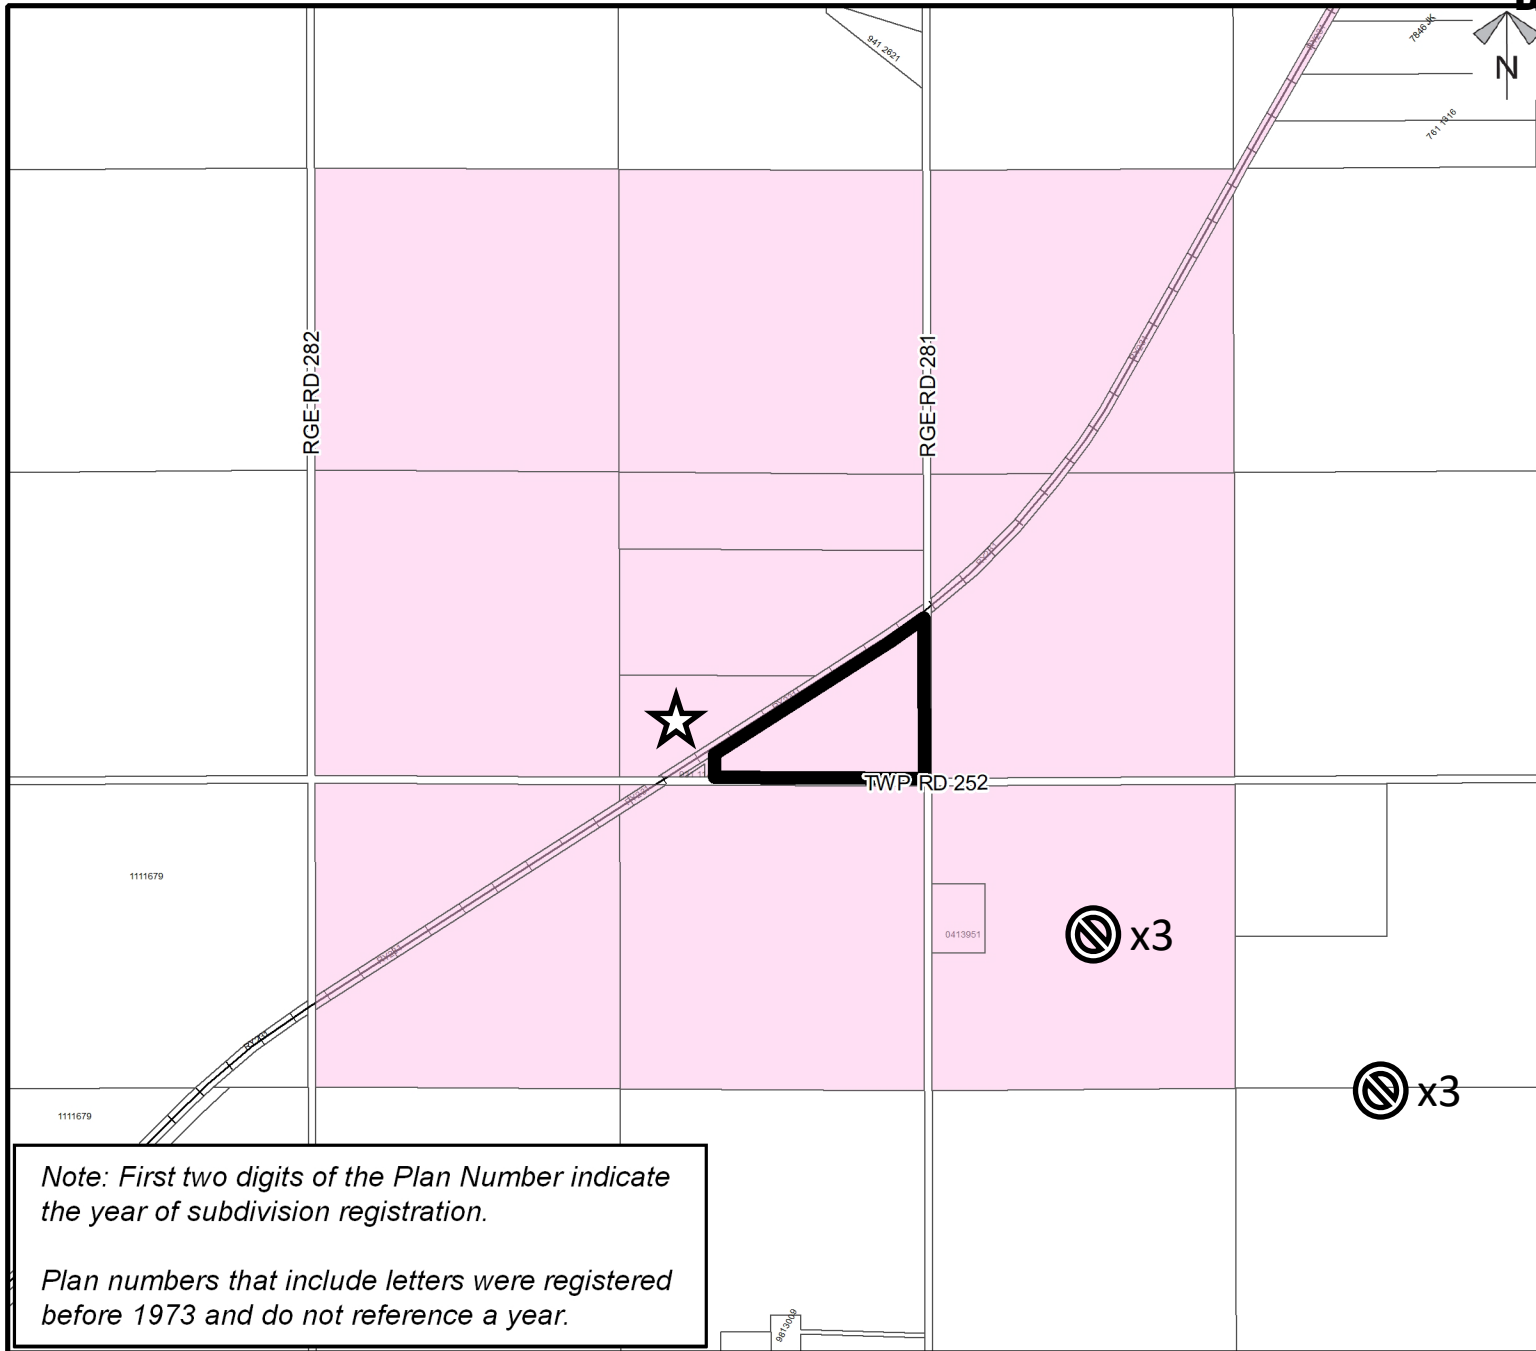 941 2621
7846 JK
N
761 1316
RGE RD 282
RGE RD 281
TWP RD 252
1111679
0413951
x3
x3
1111679
Note: First two digits of the Plan Number indicate
the year of subdivision registration.
Plan numbers that include letters were registered
before 1973 and do not reference a year.
9813009